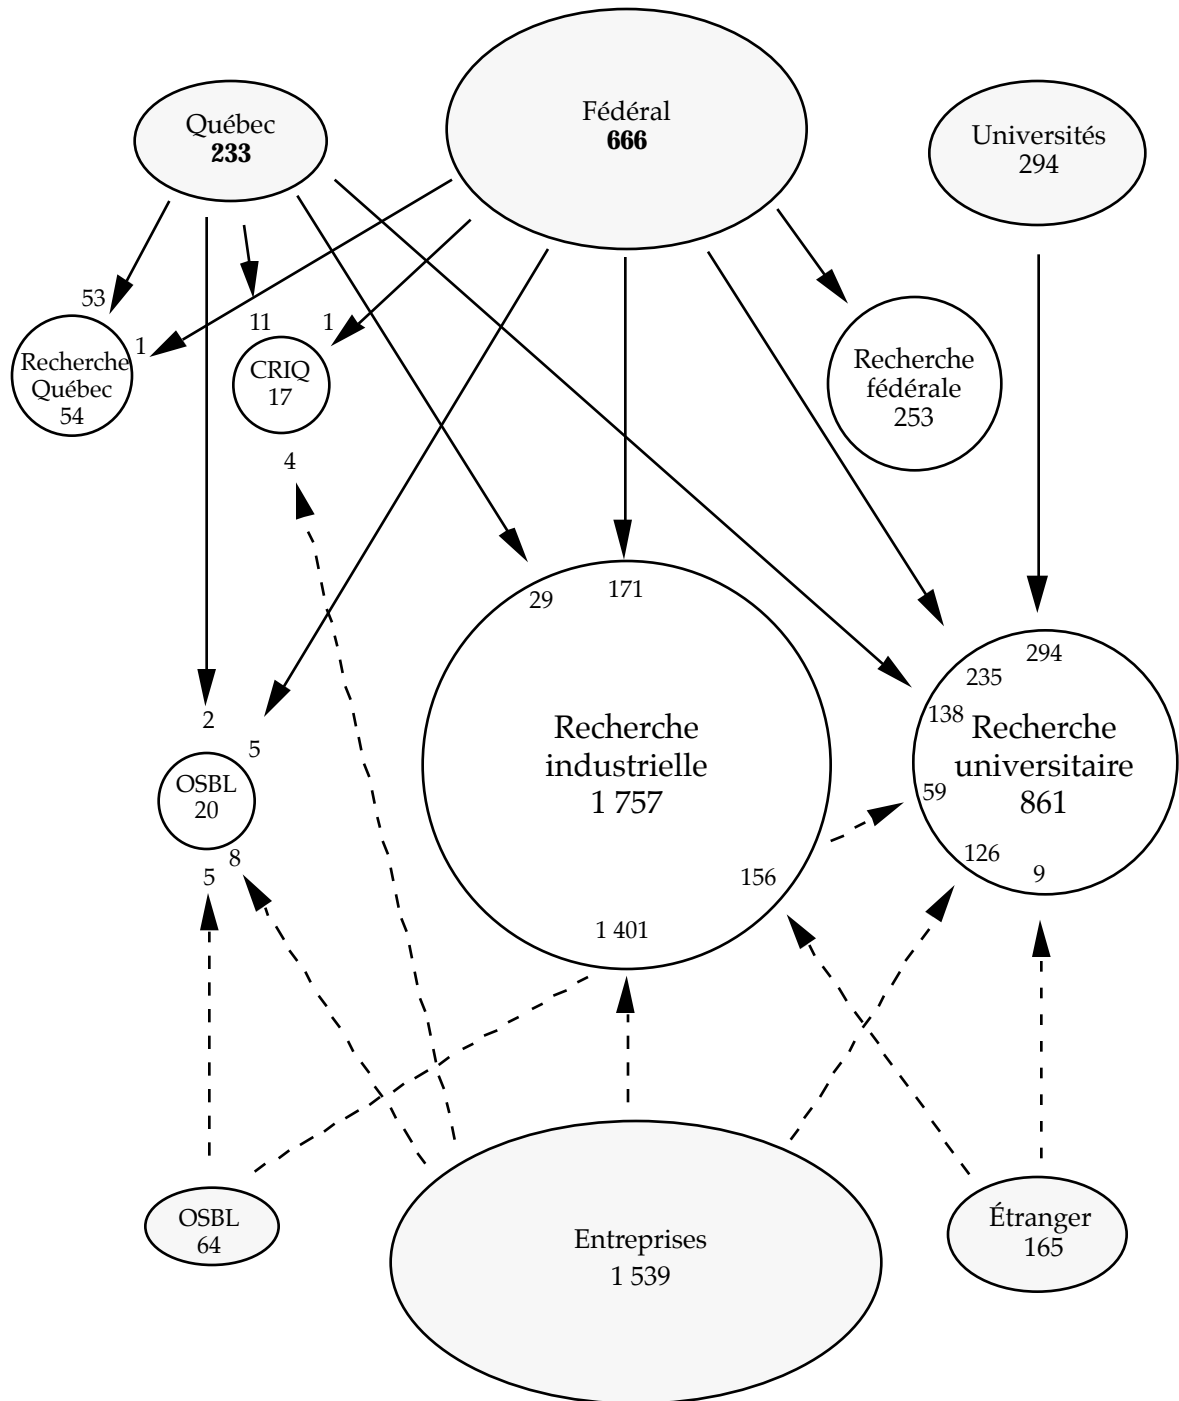 Québec
233
Fédéral
666
Universités
294
53
1
11
1
Recherche
Québec
54
CRIQ
17
Recherche
fédérale
253
4
29
171
294
235
138
2
5
OSBL
20
Recherche
industrielle
1 757
Recherche
universitaire
861
59
126
9
8
5
156
1 401
OSBL
64
Entreprises
1 539
Étranger
165